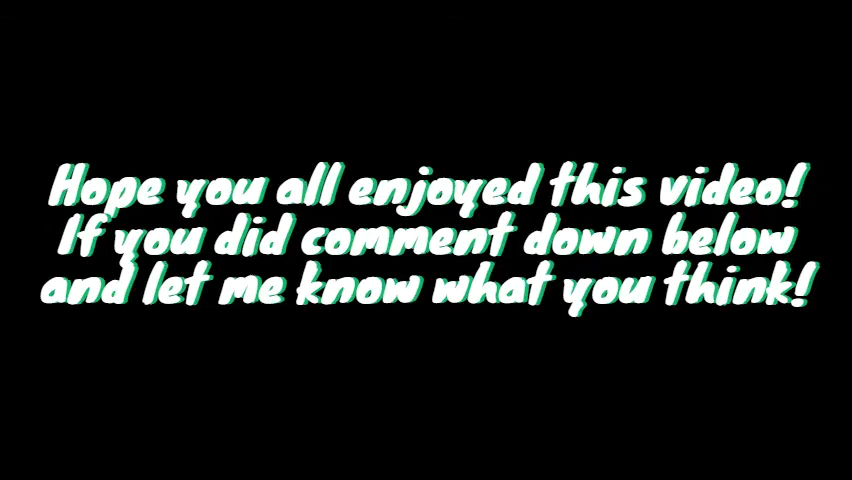 Hope you all enjoyed this video!
If you did comment down below
and let me know what you think!